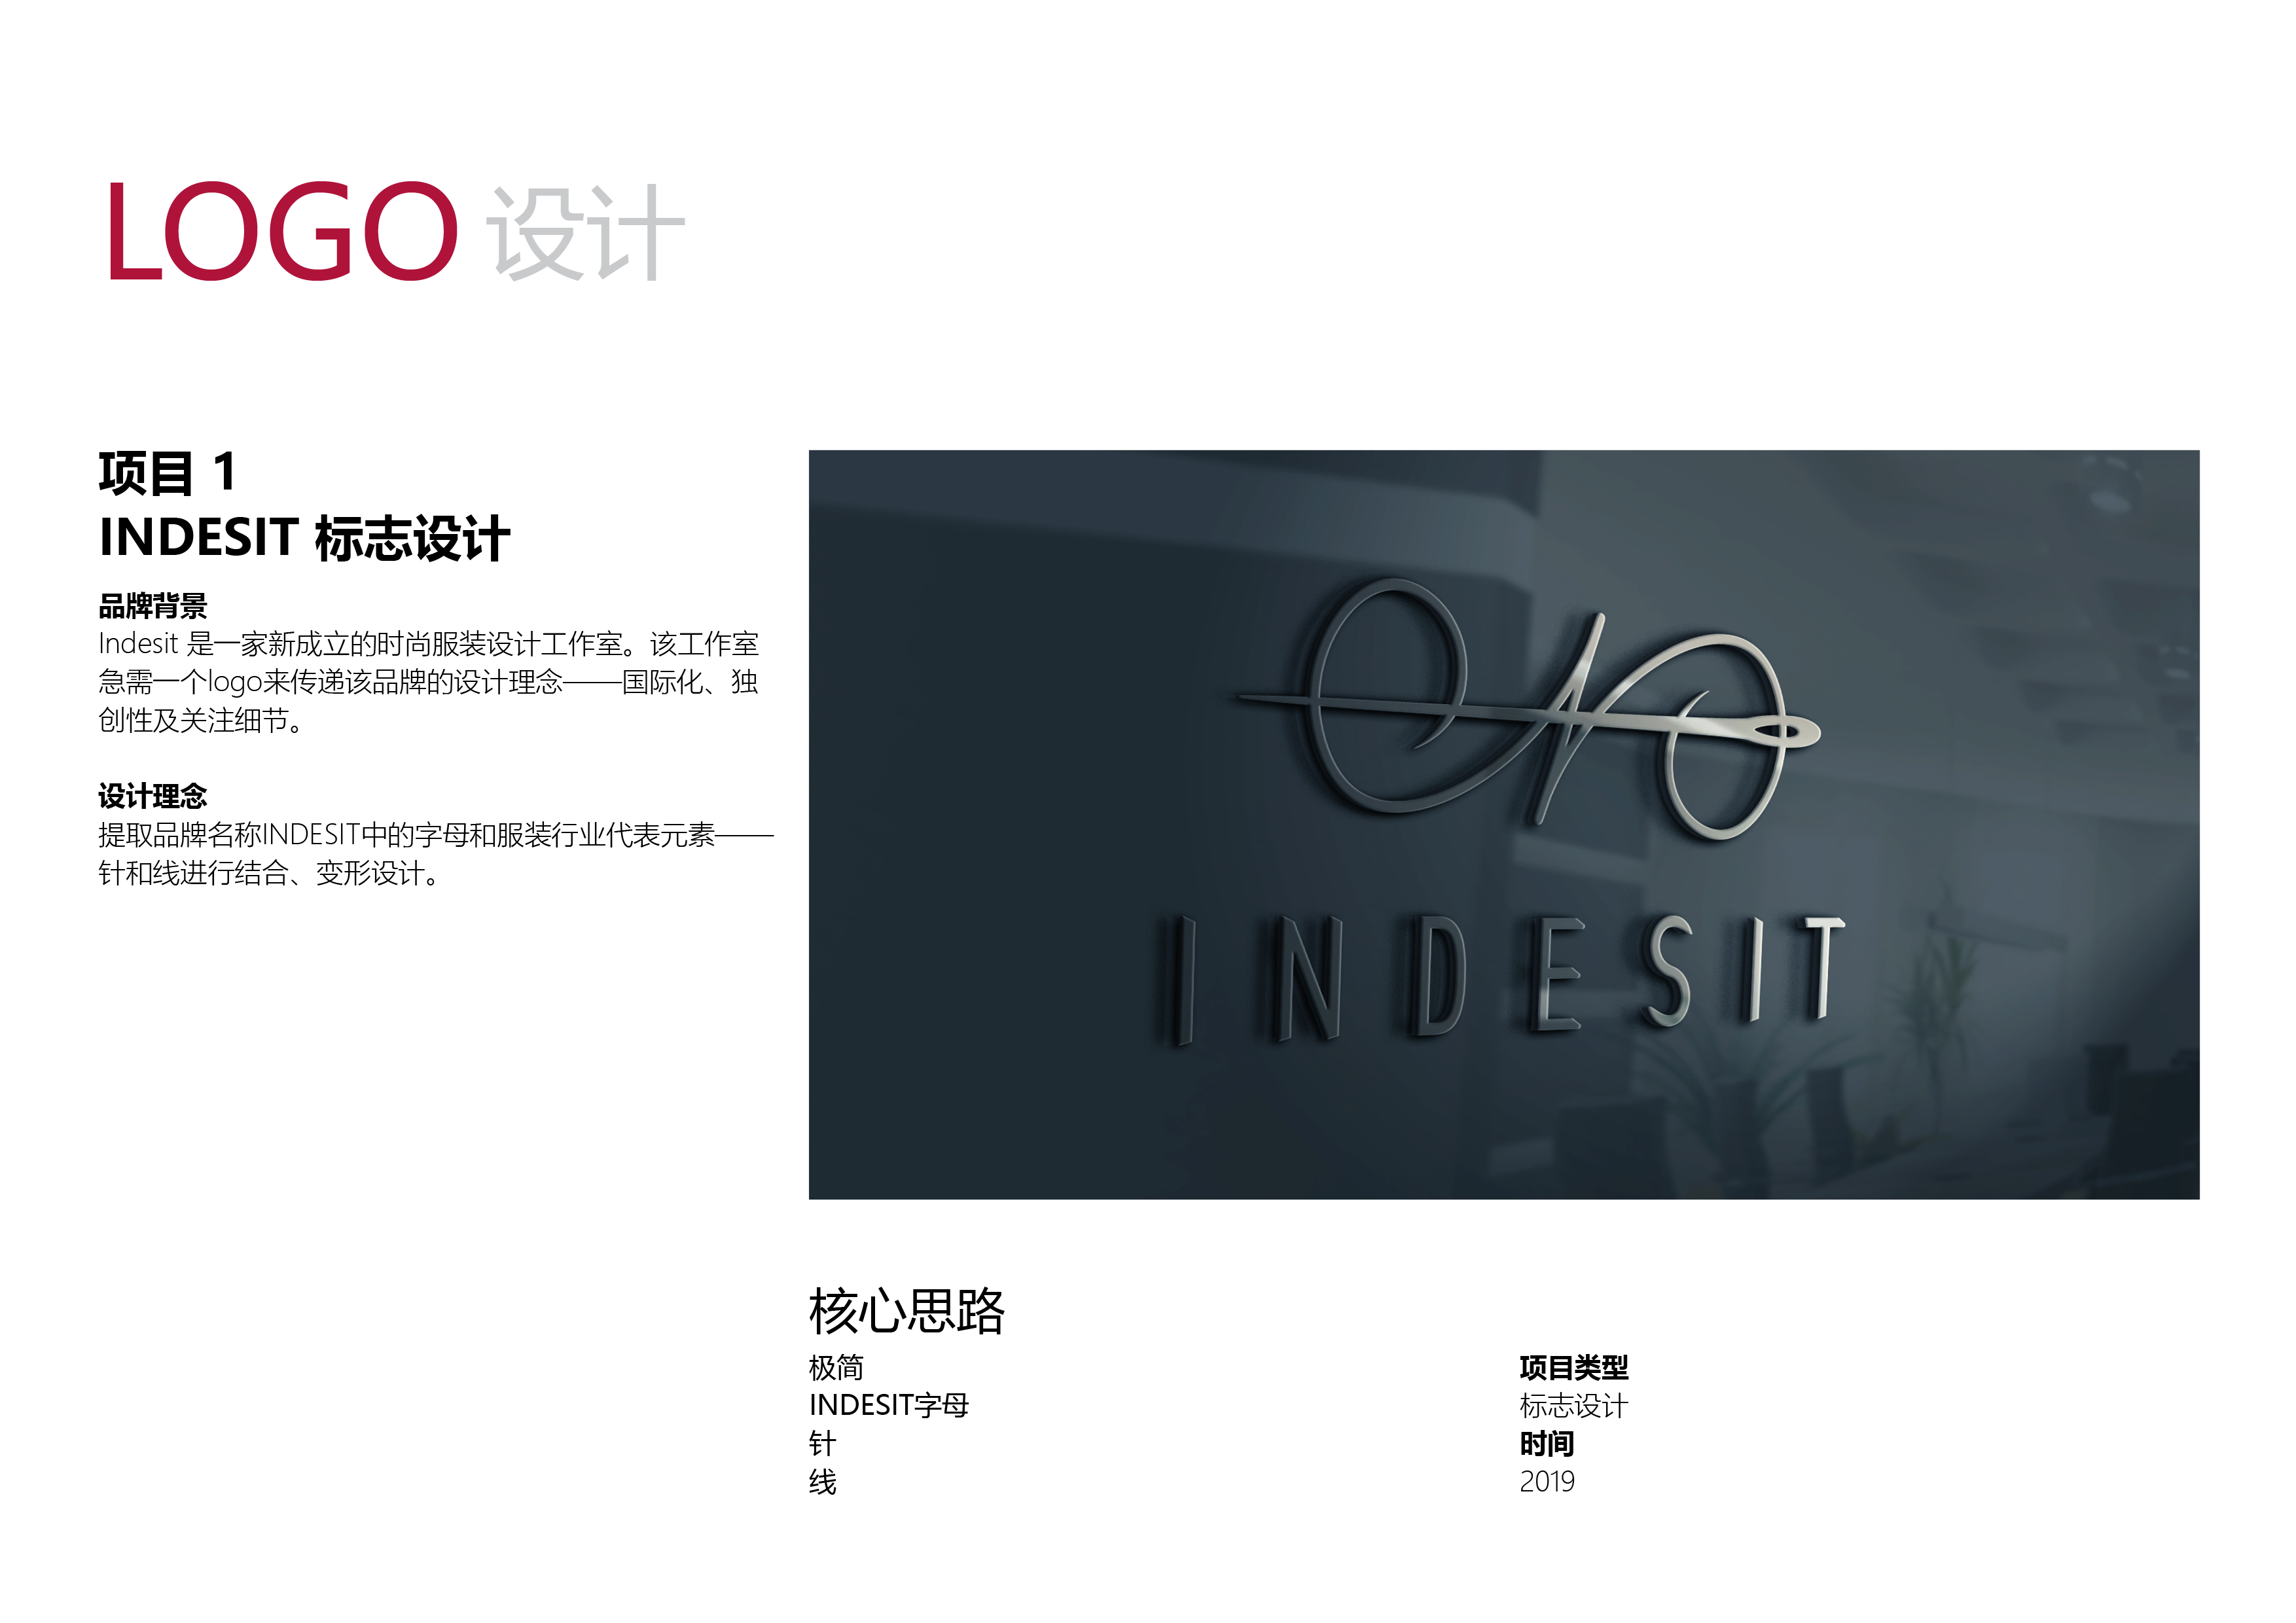 LOGO 设计
项目 1
INDESIT 标志设计
品牌背景
Indesit 是一家新成立的时尚服装设计工作室。该工作室
急需一个logo来传递该品牌的设计理念——国际化、独
创性及关注细节。
设计理念
提取品牌名称INDESIT中的字母和服装行业代表元素——
针和线进行结合、变形设计。
INDESIT
核心思路
极简
INDESIT字母
针
线
项目类型
标志设计
时间
2019